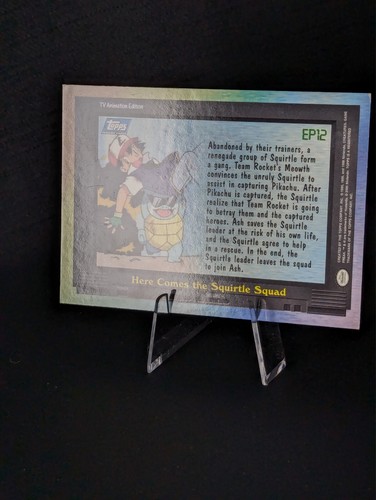 TV Animation Edition
TOPPS
EP12
Abandoned by their trainers, a
renegade group of Squirtle form
a gang. Team Rocket's Meowth
convinces the unruly Squirtle to
assist in capturing Pikachu. After
Pikachu is captured, the Squirtle
realize that Team Rocket is going
to betray them and the captured
heroes. Ash saves the Squirtle
leader at the risk of his own life,
and the Squirtle agree to help
in a rescue. In the end, the
Squirtle leader leaves the squad
to join Ash.
Here Comes the Squirtle Squad